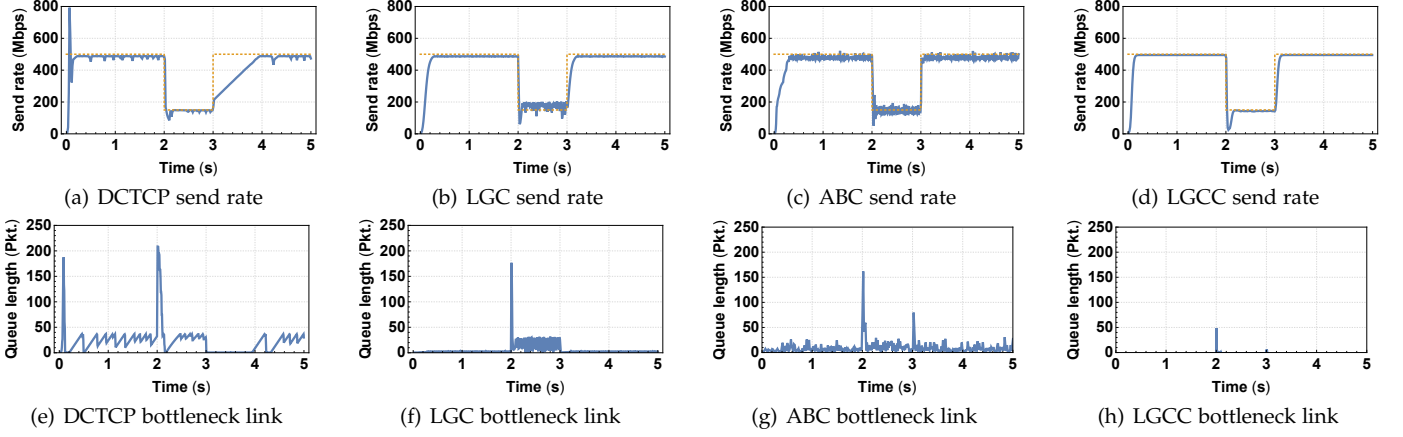 Send rate (Mbps)
800
600
400
200
0
0 1 2 3 4 5
Time (s)
(a) DCTCP send rate
Send rate (Mbps)
800
600
400
200
0
0 1 2 3 4 5
Time (s)
(b) LGC send rate
Send rate (Mbps)
800
600
400
200
0
0 1 2 3 4 5
Time (s)
(c) ABC send rate
Send rate (Mbps)
800
600
400
200
0
0 1 2 3 4 5
Time (s)
(d) LGCC send rate
Queue length (Pkt.)
250
200
150
100
50
0
0 1 2 3 4 5
Time (s)
(e) DCTCP bottleneck link
Queue length (Pkt.)
250
200
150
100
50
0
0 1 2 3 4 5
Time (s)
(f) LGC bottleneck link
Queue length (Pkt.)
250
200
150
100
50
0
0 1 2 3 4 5
Time (s)
(g) ABC bottleneck link
Queue length (Pkt.)
250
200
150
100
50
0
0 1 2 3 4 5
Time (s)
(h) LGCC bottleneck link